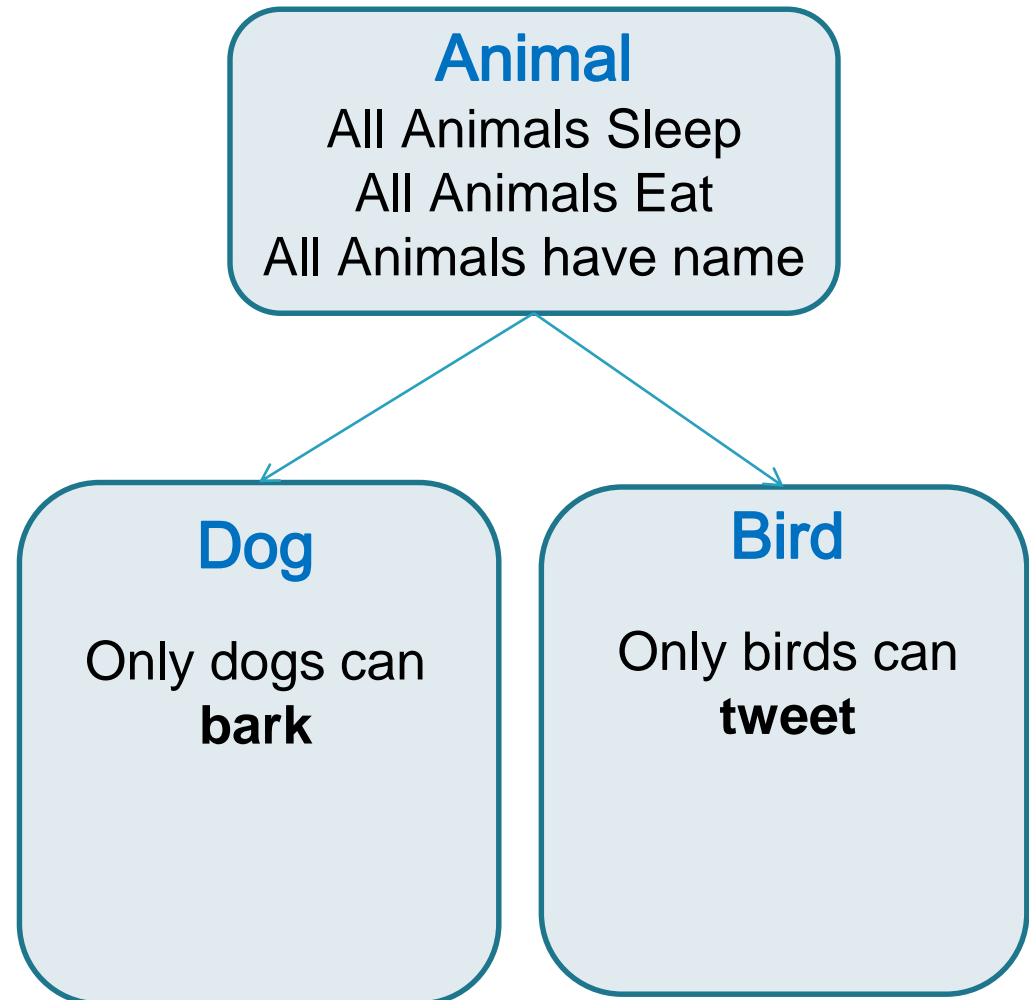 Animal
All Animals Sleep
All Animals Eat
All Animals have name
Dog
Only dogs can
bark
Bird
Only birds can
tweet